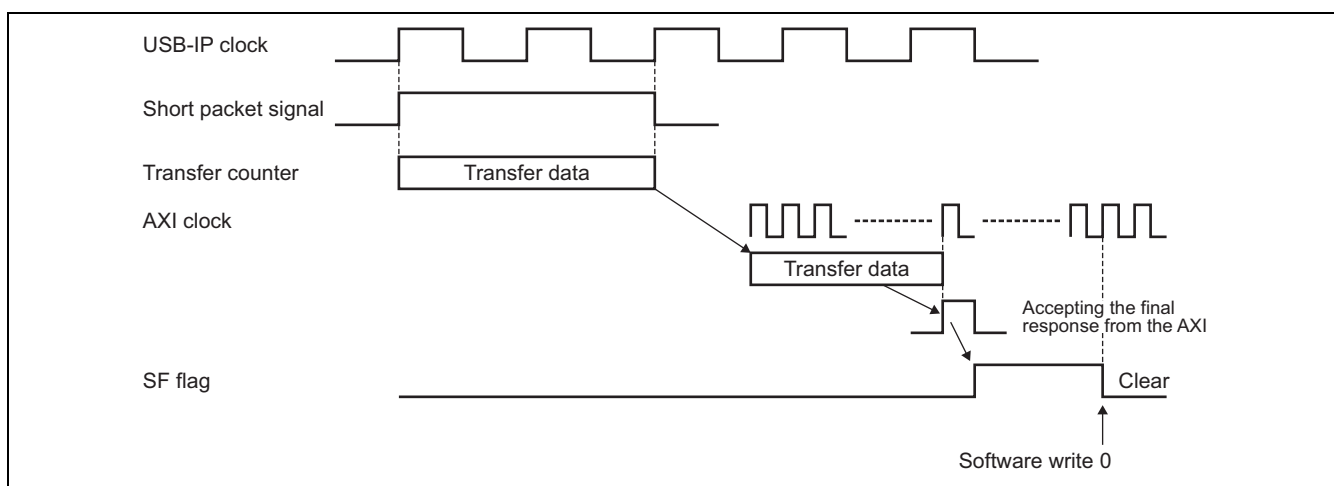 USB-IP clock
Short packet signal
Transfer counter
Transfer data
AXI clock
Transfer data
Accepting the final
response from the AXI
SF flag
Clear
Software write 0